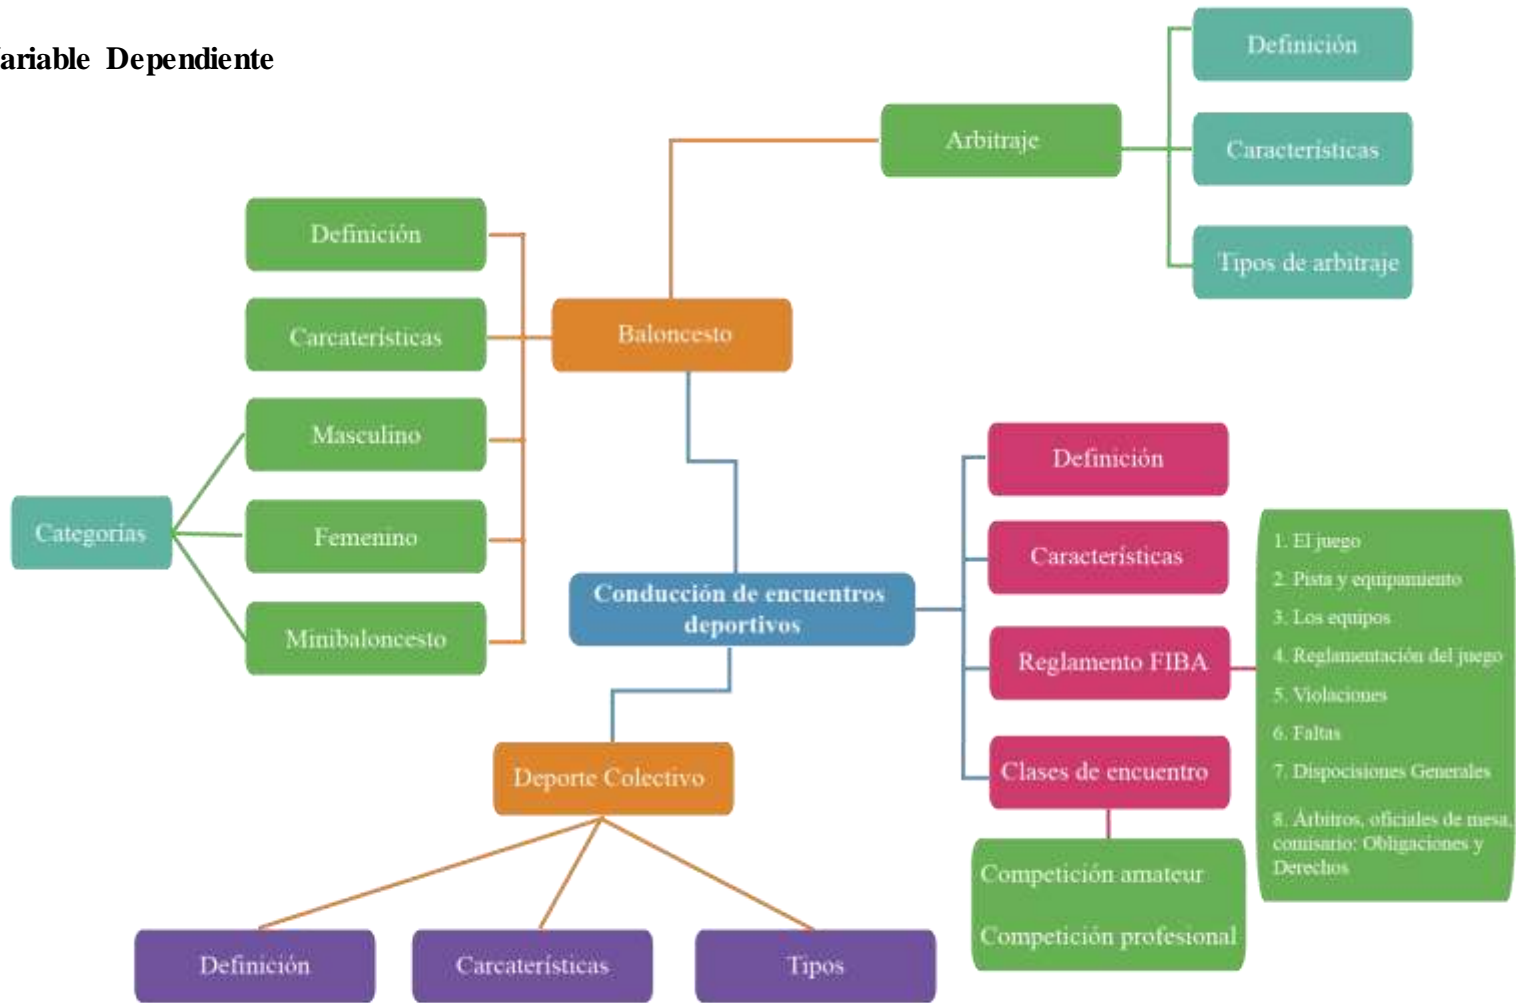 ariable Dependiente
Definición
Arbitraje
Características
Tipos de arbitraje
Definición
Carcaterísticas
Baloncesto
Masculino
Femenino
Minibaloncesto
Categorías
Conducción de encuentros
deportivos
Definición
Características
Reglamento FIBA
Clases de encuentro
1. El juego
2. Pista y equipamiento
3. Los equipos
4. Reglamentación del juego
5. Violaciones
6. Faltas
7. Dispocisiones Generales
8. Árbitros, oficiales de mesa,
comisario: Obligaciones y
Derechos
Competición amateur
Competición profesional
Deporte Colectivo
Definición
Carcaterísticas
Tipos